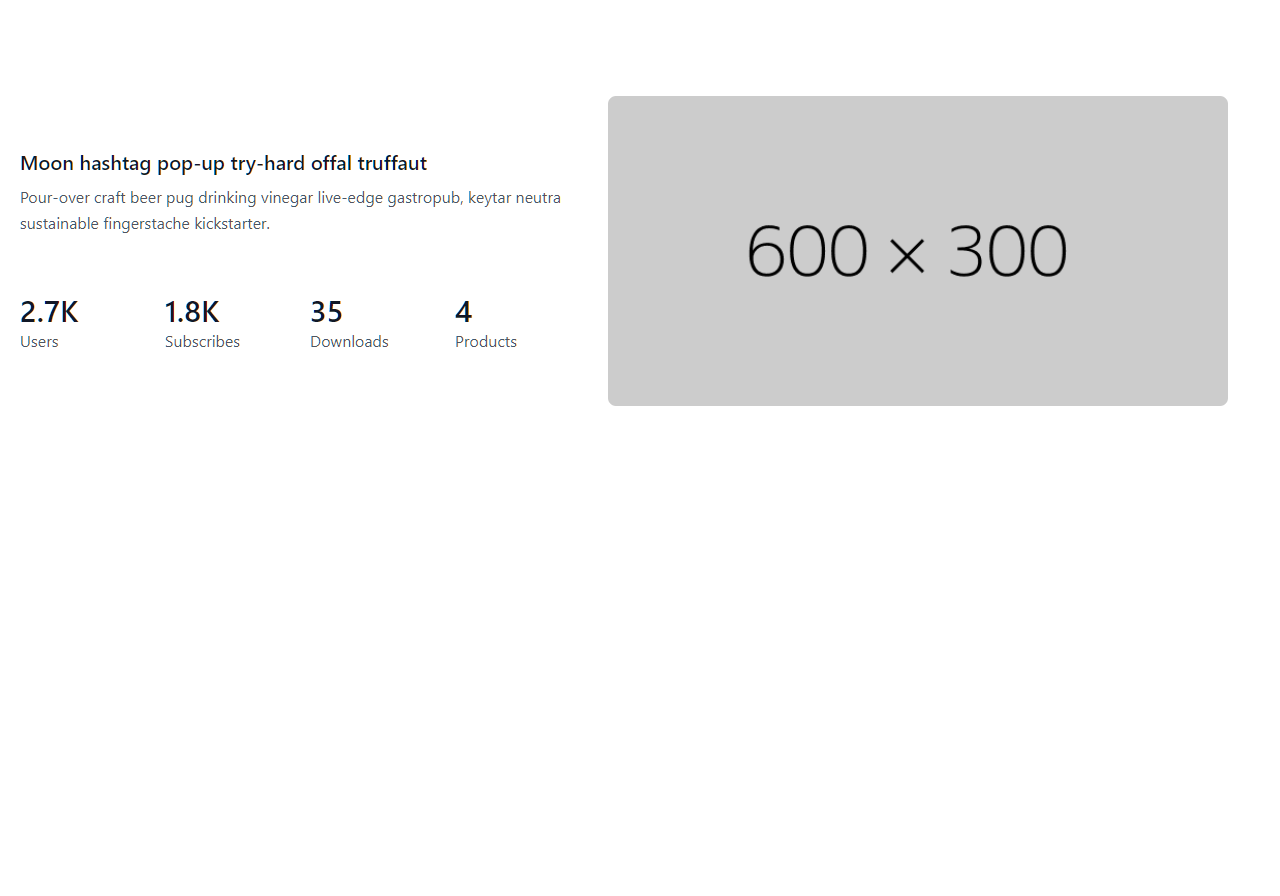 Moon hashtag pop-up try-hard offal truffaut
Pour-over craft beer pug drinking vinegar live-edge gastropub, keytar neutra
sustainable fingerstache kickstarter.
2.7K
Users
1.8K
Subscribes
35
Downloads
4
Products
600 × 300